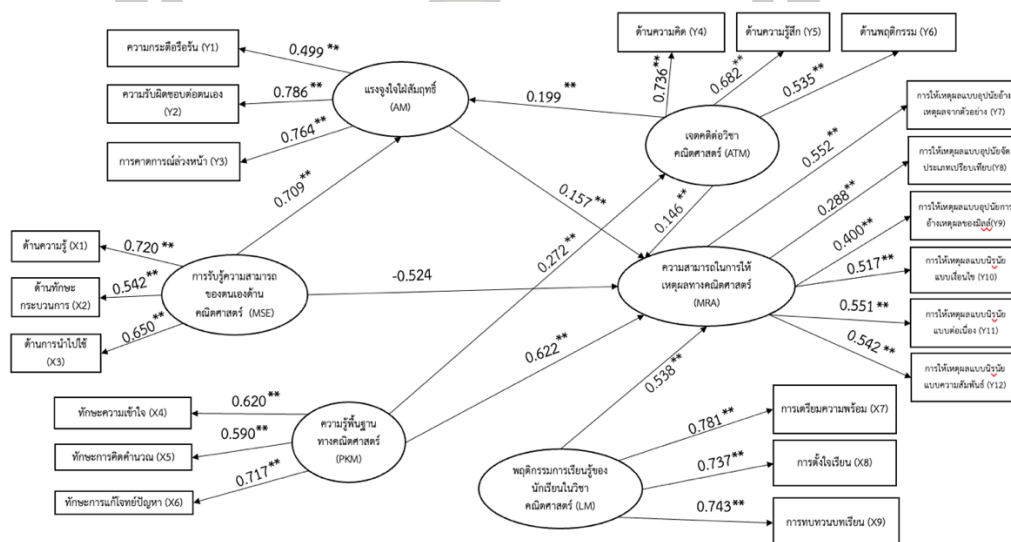 ด้านความคิด (Y4)
ด้านความรู้สึก (Y5)
ด้านพฤติกรรม (Y6)
ความกระตือรือร้น (Y1)
0.499 **
0.736 **
0.682 **
0.535 **
ความรับผิดชอบต่อตนเอง
(Y2)
0.786 **
แรงจูงใจใฝ่สัมฤทธิ์
(AM)
0.199 **
การให้เหตุผลแบบอุปนัยอ้าง
เหตุผลจากตัวอย่าง (Y7)
การคาดการณ์ล่วงหน้า (Y3)
0.764 **
เจตคติต่อวิชา
คณิตศาสตร์ (ATM)
0.552 **
การให้เหตุผลแบบอุปนัยจัด
ประเภทเปรียบเทียบ(Y8)
0.709 **
0.157 **
0.146 **
0.288 **
การให้เหตุผลแบบอุปนัยการ
อ้างเหตุผลของมิลล์(Y9)
0.400 **
ด้านความรู้ (X1)
0.720 **
0.272 **
การรับรู้ความสามารถ
ของตนเองด้าน
คณิตศาสตร์ (MSE)
-0.524
ความสามารถในการให้
เหตุผลทางคณิตศาสตร์
(MRA)
0.517 **
การให้เหตุผลแบบนิรนัย
แบบเงื่อนไข (Y10)
ด้านทักษะ
กระบวนการ (X2)
0.542 **
0.551 **
การให้เหตุผลแบบนิรนัย
แบบต่อเนื่อง (Y11)
ด้านการนำไปใช้
(X3)
0.650 **
0.622 **
0.538 **
0.542 **
การให้เหตุผลแบบนิรนัย
แบบความสัมพันธ์ (Y12)
ทักษะความเข้าใจ (X4)
0.620 **
ความรู้พื้นฐาน
ทางคณิตศาสตร์
(PKM)
0.781 **
การเตรียมความพร้อม (X7)
ทักษะการคิดคำนวณ (X5)
0.590 **
0.737 **
การตั้งใจเรียน (X8)
ทักษะการแก้โจทย์ปัญหา (X6)
0.717 **
พฤติกรรมการเรียนรู้ของ
นักเรียนในวิชา
คณิตศาสตร์ (LM)
0.743 **
การทบทวนบทเรียน (X9)